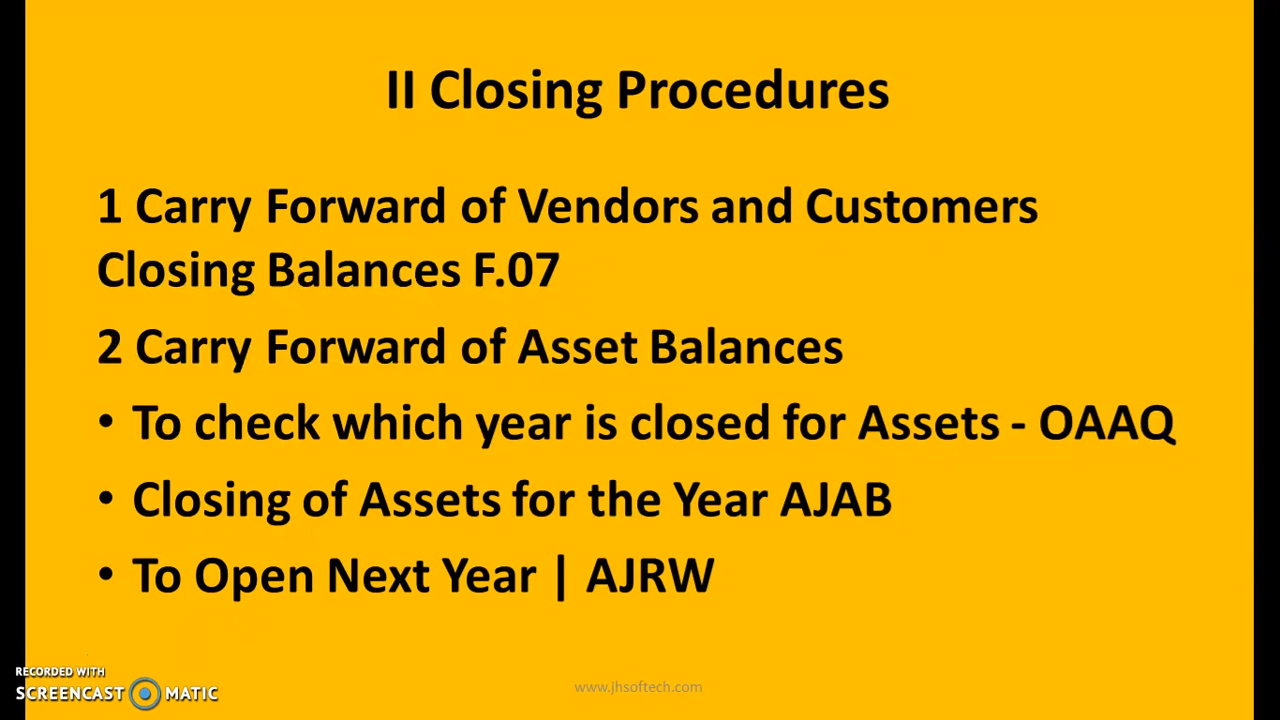 II Closing Procedures
1 Carry Forward of Vendors and Customers
Closing Balances F.07
2 Carry Forward of Asset Balances
• To check which year is closed for Assets - OAAQ
• Closing of Assets for the Year AJAB
• To Open Next Year | AJRW
RECORDED WITH
SCREENCAST MATIC
www.jhsoftech.com